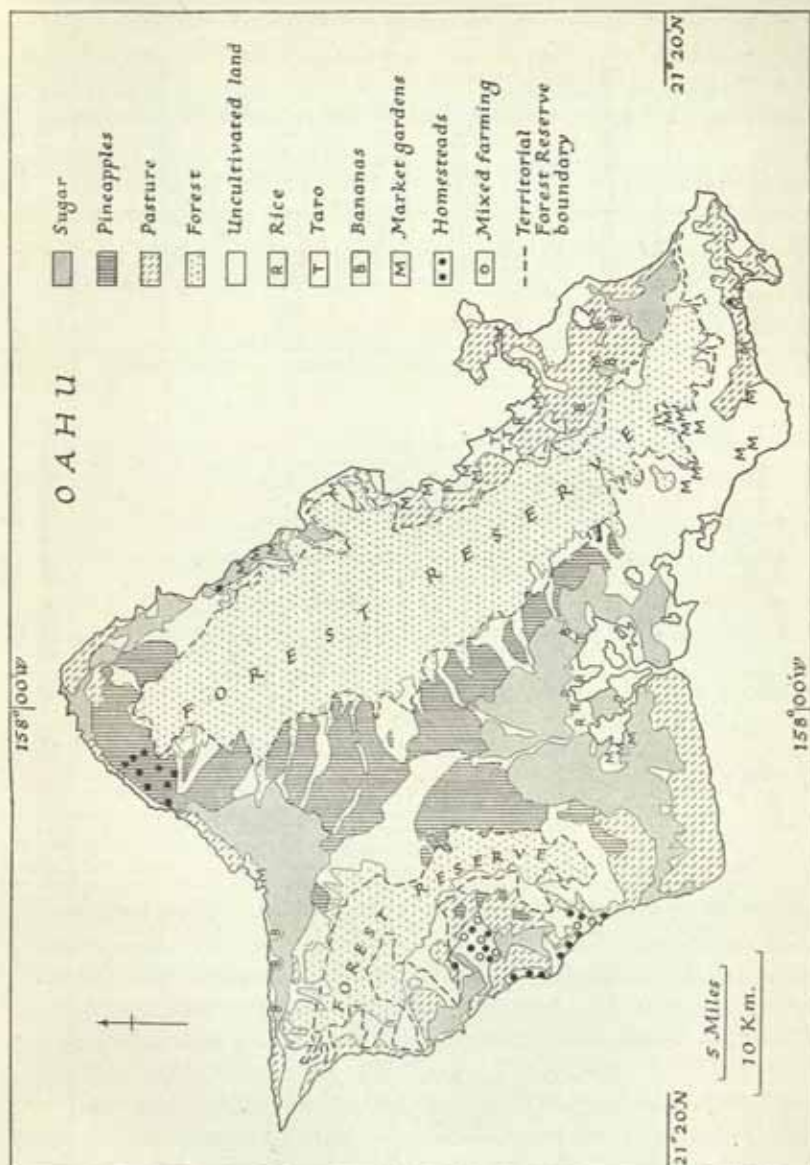 OAHU
158°00'W
21°20'N
Sugar
Pineapples
Pasture
Forest
Uncultivated land
R Rice
T Taro
B Bananas
M Market gardens
Homesteads
Mixed farming
Territorial
Forest Reserve
boundary
FOREST RESERVE
FOREST
RESERVE
B B B M
M M M
R R R R
M M M
5 Miles
10 Km.
21°20'N
158°00'W